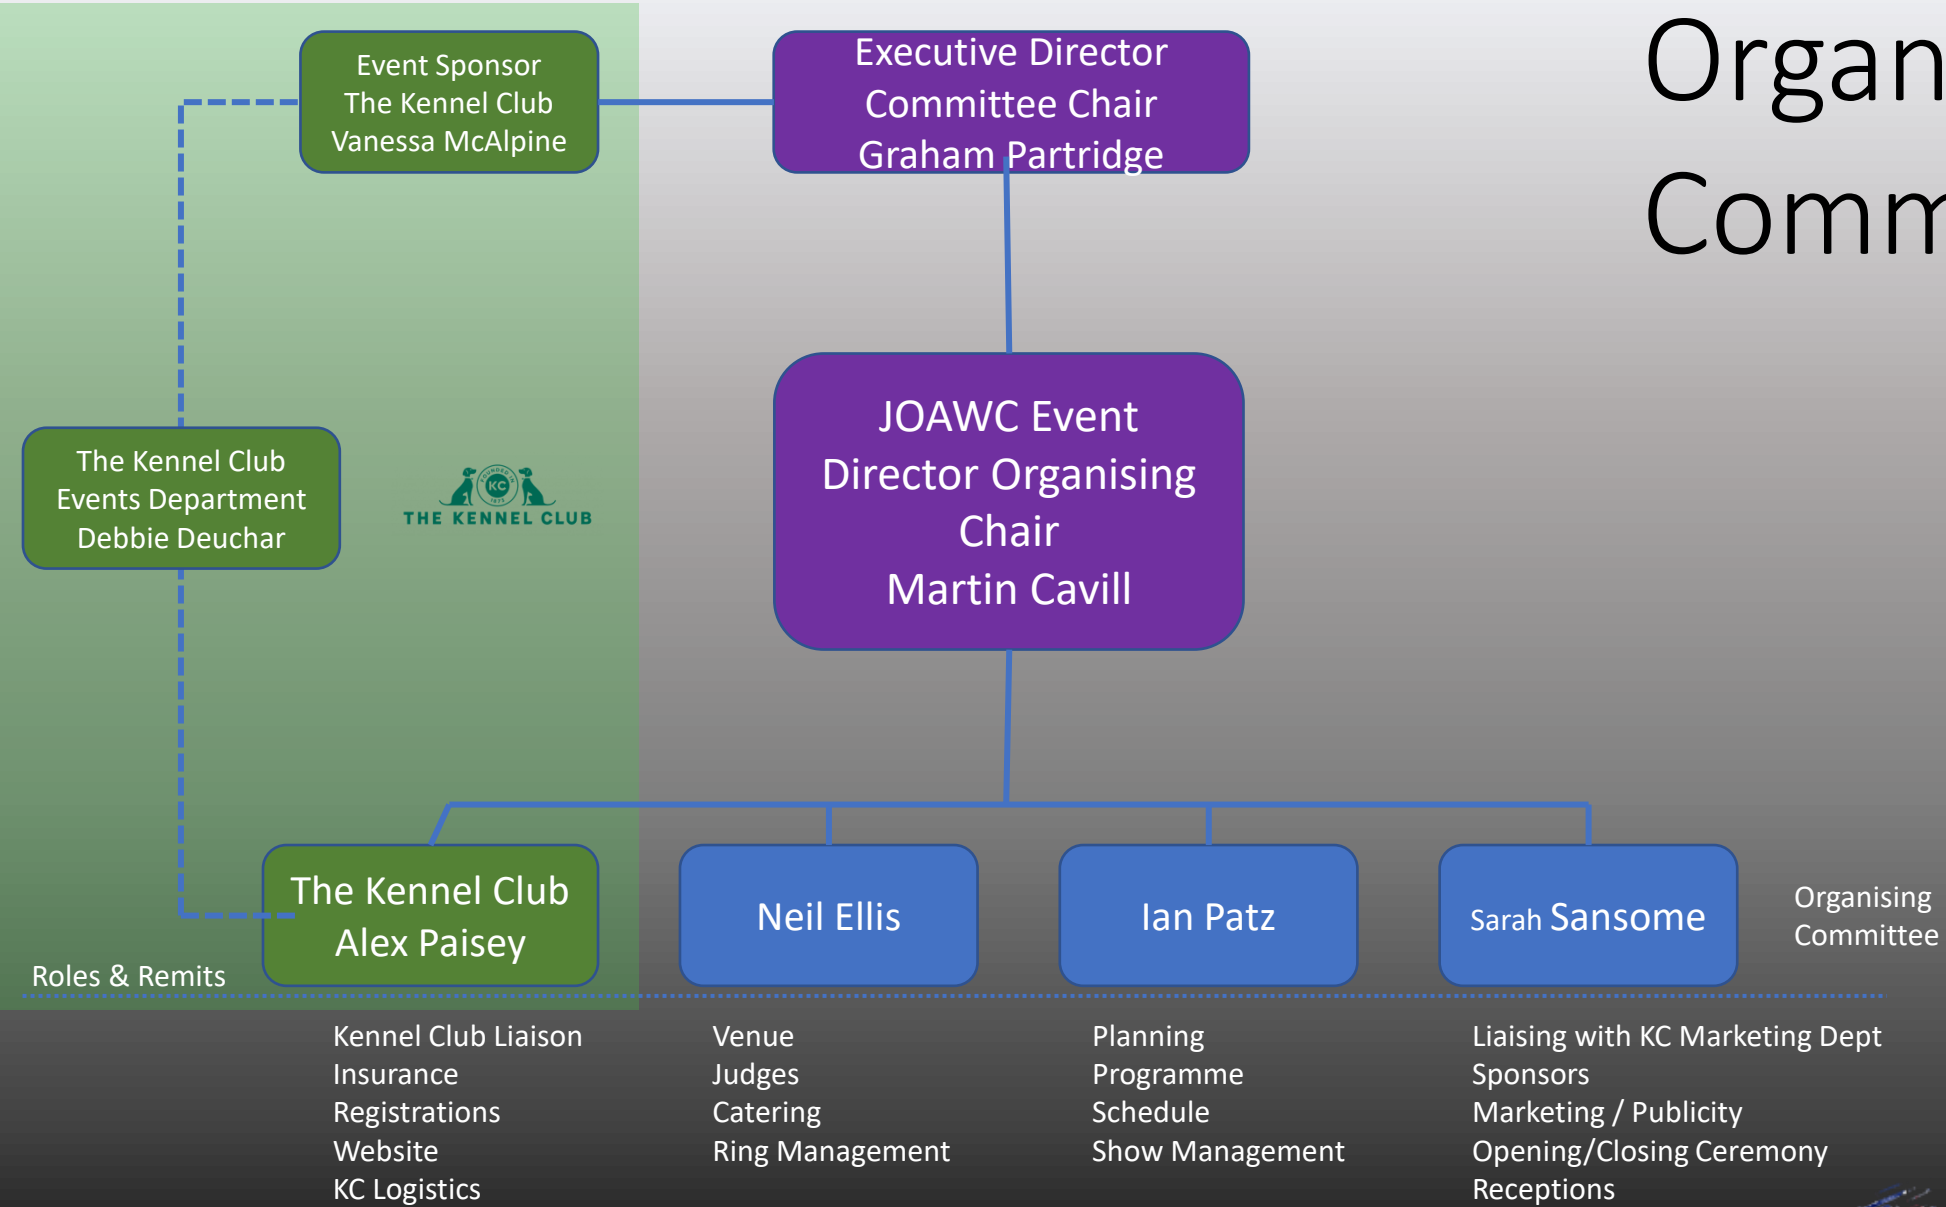 Organ
Comm
Event Sponsor
The Kennel Club
Vanessa McAlpine
Executive Director
Committee Chair
Graham Partridge
JOAWC Event
Director Organising
Chair
Martin Cavill
The Kennel Club
Events Department
Debbie Deuchar
FOUNDED IN
KC
1873
THE KENNEL CLUB
The Kennel Club
Alex Paisey
Neil Ellis
Ian Patz
Sarah Sansome
Organising
Committee
Roles & Remits
Kennel Club Liaison
Insurance
Registrations
Website
KC Logistics
Venue
Judges
Catering
Ring Management
Planning
Programme
Schedule
Show Management
Liaising with KC Marketing Dept
Sponsors
Marketing / Publicity
Opening/Closing Ceremony
Receptions